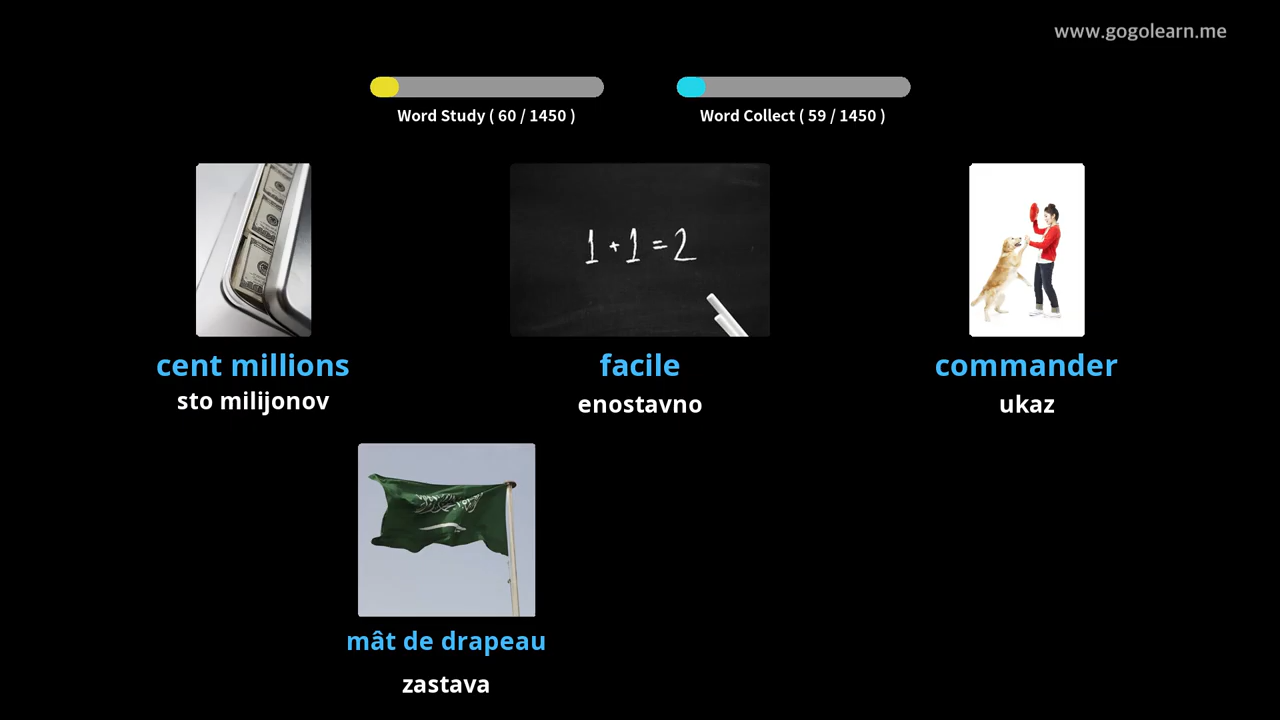 www.gogolearn.me
Word Study ( 60 / 1450 )
Word Collect ( 59 / 1450 )
1 + 1 = 2
cent millions
sto milijonov
facile
enostavno
commander
ukaz
mât de drapeau
zastava